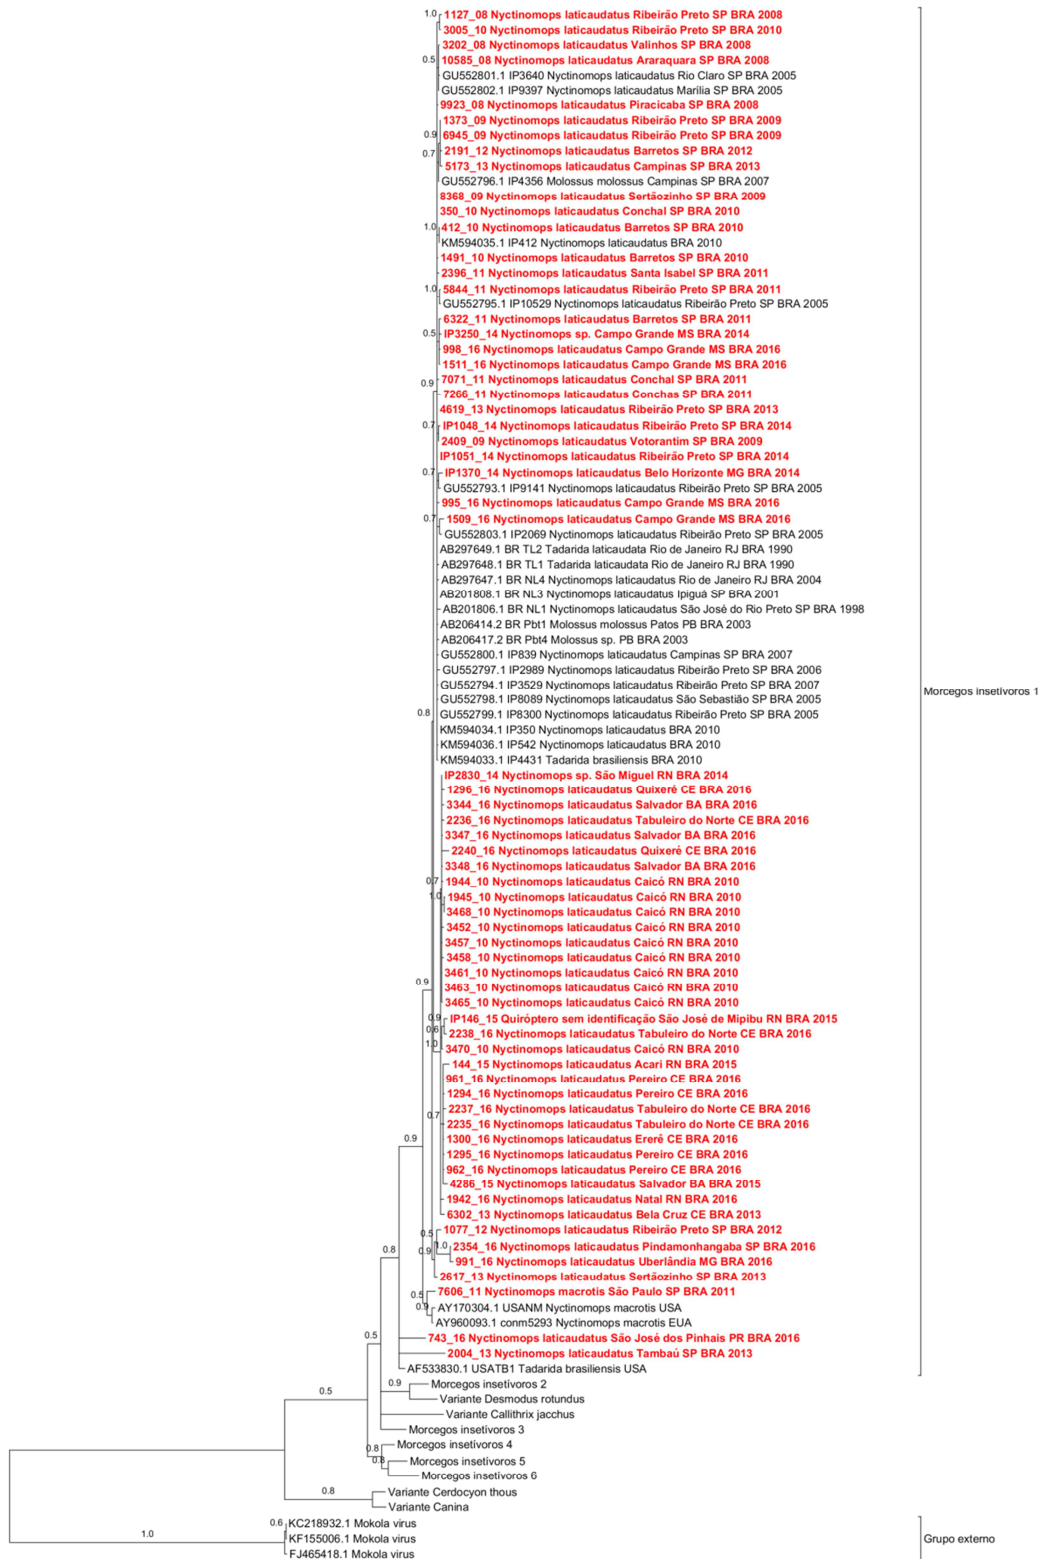 1.0
1127_08 Nyctinomops laticaudatus Ribeirão Preto SP BRA 2008
3005_10 Nyctinomops laticaudatus Ribeirão Preto SP BRA 2010
3202_08 Nyctinomops laticaudatus Valinhos SP BRA 2008
0.5
10585_08 Nyctinomops laticaudatus Araraquara SP BRA 2008
GU552801.1 IP3640 Nyctinomops laticaudatus Rio Claro SP BRA 2005
GU552802.1 IP9397 Nyctinomops laticaudatus Marília SP BRA 2005
9923_08 Nyctinomops laticaudatus Piracicaba SP BRA 2008
1373_09 Nyctinomops laticaudatus Ribeirão Preto SP BRA 2009
0.9
6945_09 Nyctinomops laticaudatus Ribeirão Preto SP BRA 2009
0.7
2191_12 Nyctinomops laticaudatus Barretos SP BRA 2012
5173_13 Nyctinomops laticaudatus Campinas SP BRA 2013
GU552796.1 IP4356 Molossus molossus Campinas SP BRA 2007
8368_09 Nyctinomops laticaudatus Sertãozinho SP BRA 2009
350_10 Nyctinomops laticaudatus Conchal SP BRA 2010
1.0
412_10 Nyctinomops laticaudatus Barretos SP BRA 2010
KM594035.1 IP412 Nyctinomops laticaudatus BRA 2010
1491_10 Nyctinomops laticaudatus Barretos SP BRA 2010
2396_11 Nyctinomops laticaudatus Santa Isabel SP BRA 2011
1.0
5844_11 Nyctinomops laticaudatus Ribeirão Preto SP BRA 2011
GU552795.1 IP10529 Nyctinomops laticaudatus Ribeirão Preto SP BRA 2005
6322_11 Nyctinomops laticaudatus Barretos SP BRA 2011
0.5
IP3250_14 Nyctinomops sp. Campo Grande MS BRA 2014
998_16 Nyctinomops laticaudatus Campo Grande MS BRA 2016
1511_16 Nyctinomops laticaudatus Campo Grande MS BRA 2016
0.9
7071_11 Nyctinomops laticaudatus Conchal SP BRA 2011
7266_11 Nyctinomops laticaudatus Conchas SP BRA 2011
4619_13 Nyctinomops laticaudatus Ribeirão Preto SP BRA 2013
0.7
IP1048_14 Nyctinomops laticaudatus Ribeirão Preto SP BRA 2014
2409_09 Nyctinomops laticaudatus Votorantim SP BRA 2009
IP1051_14 Nyctinomops laticaudatus Ribeirão Preto SP BRA 2014
0.7
IP1370_14 Nyctinomops laticaudatus Belo Horizonte MG BRA 2014
GU552793.1 IP9141 Nyctinomops laticaudatus Ribeirão Preto SP BRA 2005
995_16 Nyctinomops laticaudatus Campo Grande MS BRA 2016
0.7
1509_16 Nyctinomops laticaudatus Campo Grande MS BRA 2016
GU552803.1 IP2069 Nyctinomops laticaudatus Ribeirão Preto SP BRA 2005
AB297649.1 BR TL2 Tadarida laticaudata Rio de Janeiro RJ BRA 1990
AB297648.1 BR TL1 Tadarida laticaudata Rio de Janeiro RJ BRA 1990
AB297647.1 BR NL4 Nyctinomops laticaudatus Rio de Janeiro RJ BRA 2004
AB201808.1 BR NL3 Nyctinomops laticaudatus Ipiguá SP BRA 2001
AB201806.1 BR NL1 Nyctinomops laticaudatus São José do Rio Preto SP BRA 1998
AB206414.2 BR Pbt1 Molossus molossus Patos PB BRA 2003
AB206417.2 BR Pbt4 Molossus sp. PB BRA 2003
GU552800.1 IP839 Nyctinomops laticaudatus Campinas SP BRA 2007
GU552797.1 IP2989 Nyctinomops laticaudatus Ribeirão Preto SP BRA 2006
GU552794.1 IP3529 Nyctinomops laticaudatus Ribeirão Preto SP BRA 2007
Morcegos insetívoros 1
GU552798.1 IP8089 Nyctinomops laticaudatus São Sebastião SP BRA 2005
0.8
GU552799.1 IP8300 Nyctinomops laticaudatus Ribeirão Preto SP BRA 2005
KM594034.1 IP350 Nyctinomops laticaudatus BRA 2010
KM594036.1 IP542 Nyctinomops laticaudatus BRA 2010
KM594033.1 IP4431 Tadarida brasiliensis BRA 2010
IP2830_14 Nyctinomops sp. São Miguel RN BRA 2014
1296_16 Nyctinomops laticaudatus Quixerê CE BRA 2016
3344_16 Nyctinomops laticaudatus Salvador BA BRA 2016
2236_16 Nyctinomops laticaudatus Tabuleiro do Norte CE BRA 2016
3347_16 Nyctinomops laticaudatus Salvador BA BRA 2016
2240_16 Nyctinomops laticaudatus Quixeré CE BRA 2016
3348_16 Nyctinomops laticaudatus Salvador BA BRA 2016
0.7
1944_10 Nyctinomops laticaudatus Caicó RN BRA 2010
1.0
1945_10 Nyctinomops laticaudatus Caicó RN BRA 2010
3468_10 Nyctinomops laticaudatus Caicó RN BRA 2010
3452_10 Nyctinomops laticaudatus Caicó RN BRA 2010
3457_10 Nyctinomops laticaudatus Caicó RN BRA 2010
3458_10 Nyctinomops laticaudatus Caicó RN BRA 2010
3461_10 Nyctinomops laticaudatus Caicó RN BRA 2010
0.9
3463_10 Nyctinomops laticaudatus Caicó RN BRA 2010
3465_10 Nyctinomops laticaudatus Caicó RN BRA 2010
0.9
IP146_15 Quiróptero sem identificação São José de Mipibu RN BRA 2015
0.6
2238_16 Nyctinomops laticaudatus Tabuleiro do Norte CE BRA 2016
1.0
3470_10 Nyctinomops laticaudatus Caicó RN BRA 2010
144_15 Nyctinomops laticaudatus Acari RN BRA 2015
961_16 Nyctinomops laticaudatus Pereiro CE BRA 2016
1294_16 Nyctinomops laticaudatus Pereiro CE BRA 2016
0.7
2237_16 Nyctinomops laticaudatus Tabuleiro do Norte CE BRA 2016
2235_16 Nyctinomops laticaudatus Tabuleiro do Norte CE BRA 2016
0.9
1300_16 Nyctinomops laticaudatus Ererê CE BRA 2016
1295_16 Nyctinomops laticaudatus Pereiro CE BRA 2016
962_16 Nyctinomops laticaudatus Pereiro CE BRA 2016
4286_15 Nyctinomops laticaudatus Salvador BA BRA 2015
1942_16 Nyctinomops laticaudatus Natal RN BRA 2016
6302_13 Nyctinomops laticaudatus Bela Cruz CE BRA 2013
0.5
1077_12 Nyctinomops laticaudatus Ribeirão Preto SP BRA 2012
0.8
0.9
1.0
2354_16 Nyctinomops laticaudatus Pindamonhangaba SP BRA 2016
991_16 Nyctinomops laticaudatus Uberlândia MG BRA 2016
2617_13 Nyctinomops laticaudatus Sertãozinho SP BRA 2013
0.5
7606_11 Nyctinomops macrotis São Paulo SP BRA 2011
0.9
AY170304.1 USANM Nyctinomops macrotis USA
AY960093.1 conm5293 Nyctinomops macrotis EUA
0.5
743_16 Nyctinomops laticaudatus São José dos Pinhais PR BRA 2016
2004_13 Nyctinomops laticaudatus Tambaú SP BRA 2013
AF533830.1 USATB1 Tadarida brasiliensis USA
0.9
Morcegos insetívoros 2
0.5
Variante Desmodus rotundus
Variante Callithrix jacchus
Morcegos insetívoros 3
0.8
Morcegos insetívoros 4
0.8
Morcegos insetívoros 5
Morcegos insetívoros 6
0.8
Variante Cerdocyon thous
Variante Canina
0.6
KC218932.1 Mokola virus
1.0
KF155006.1 Mokola virus
Grupo externo
FJ465418.1 Mokola virus